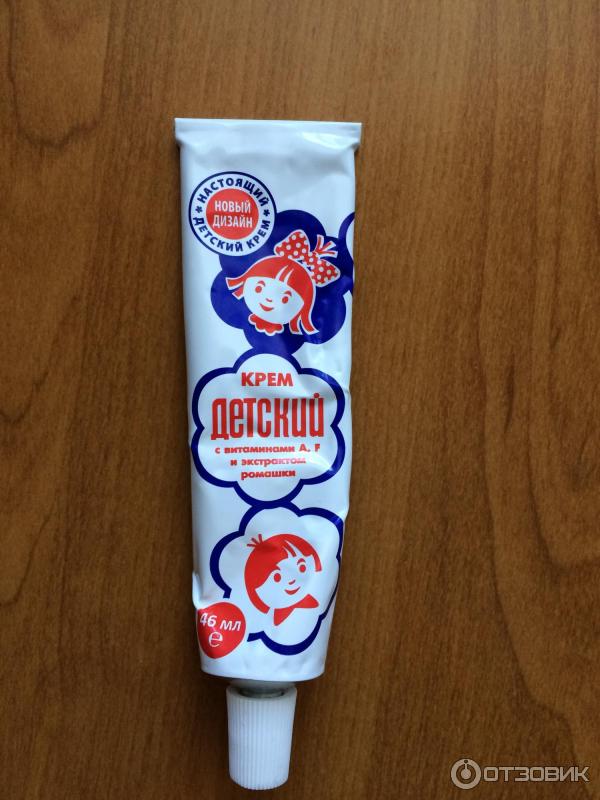 НАСТОЯЩИЙ
НОВЫЙ
ДИЗАЙН
ДЕТСКИЙ КРЕМ
КРЕМ
ДЕТСКИЙ
с витаминами А, F
и экстрактом
ромашки
46 мл
е
ОТЗОВИК